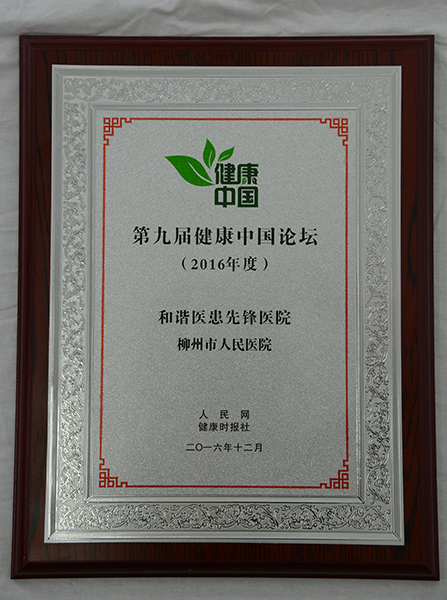 健康
中国
第九届健康中国论坛
（2016年度）
和谐医患先锋医院
柳州市人民医院
人民网
健康时报社
二〇一六年十二月